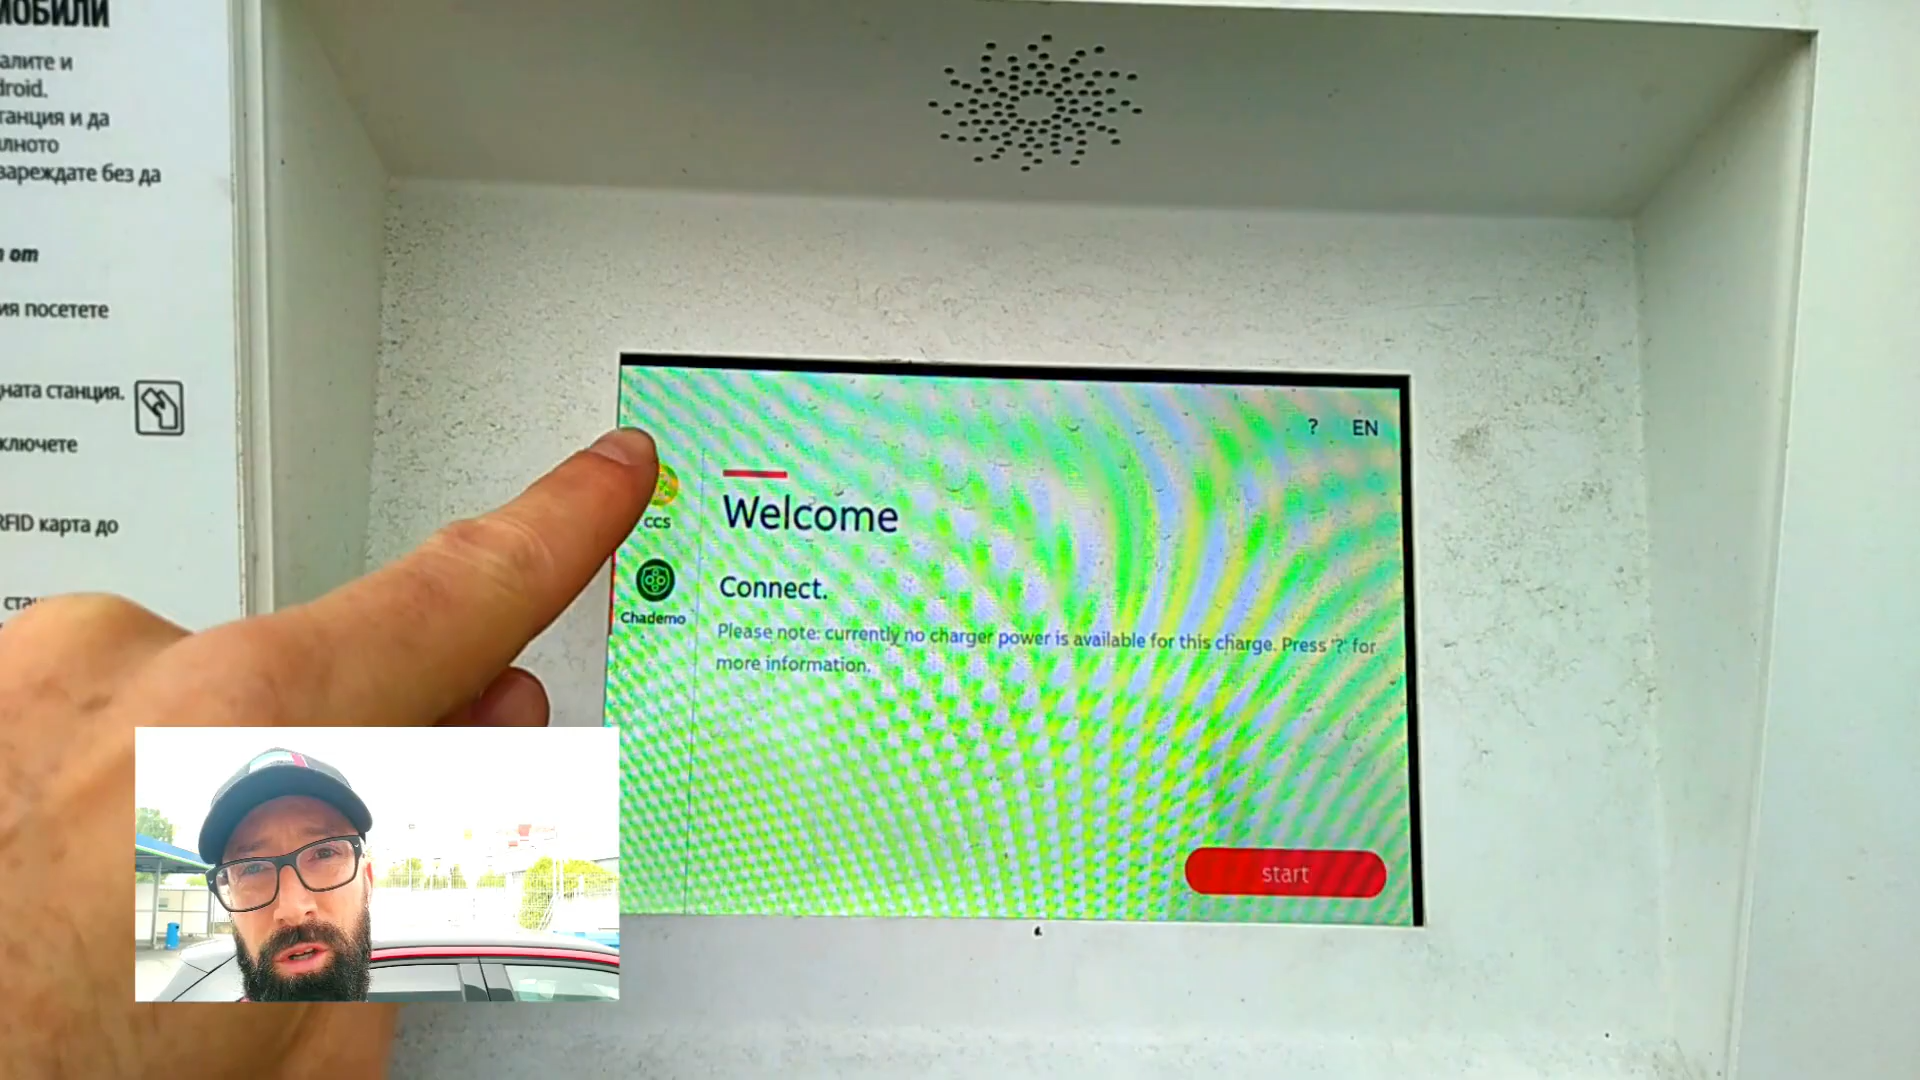 МОБИЛИ
алите и
droid.
танция и да
лното
зареждате без да
от
ия посетете
ната станция.
ключете
RFID карта до
? EN
CCS
Welcome
Chademo
Connect.
Please note: currently no charger power is available for this charge. Press '?' for
more information.
start